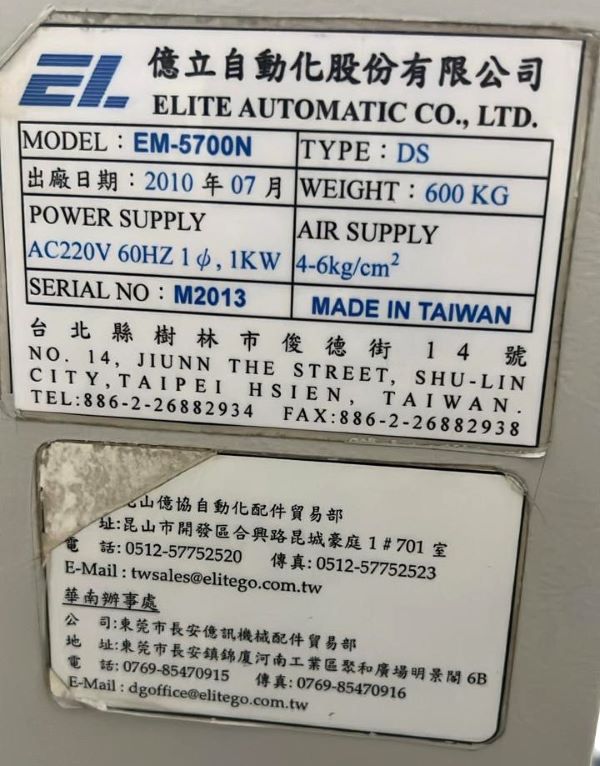 EL 億立自動化股份有限公司
ELITE AUTOMATIC CO., LTD.
MODEL：EM-5700N TYPE：DS
出廠日期：2010 年 07 月 WEIGHT：600 KG
POWER SUPPLY AIR SUPPLY
AC220V 60HZ 1ϕ, 1KW 4-6kg/cm²
SERIAL NO：M2013 MADE IN TAIWAN
台北縣樹林市俊德街 14 號
NO. 14, JIUNN THE STREET, SHU-LIN
CITY, TAIPEI HSIEN, TAIWAN.
TEL:886-2-26882934 FAX:886-2-26882938
山億協自動化配件貿易部
址:昆山市開發區合興路昆城豪庭 1＃701 室
電 話: 0512-57752520 傳真: 0512-57752523
E-Mail : twsales@elitego.com.tw
華南辦事處
公 司:東莞市長安億訊機械配件貿易部
地 址:東莞市長安鎮錦廈河南工業區聚和廣場明景閣 6B
電 話: 0769-85470915 傳真: 0769-85470916
E-Mail : dgoffice@elitego.com.tw